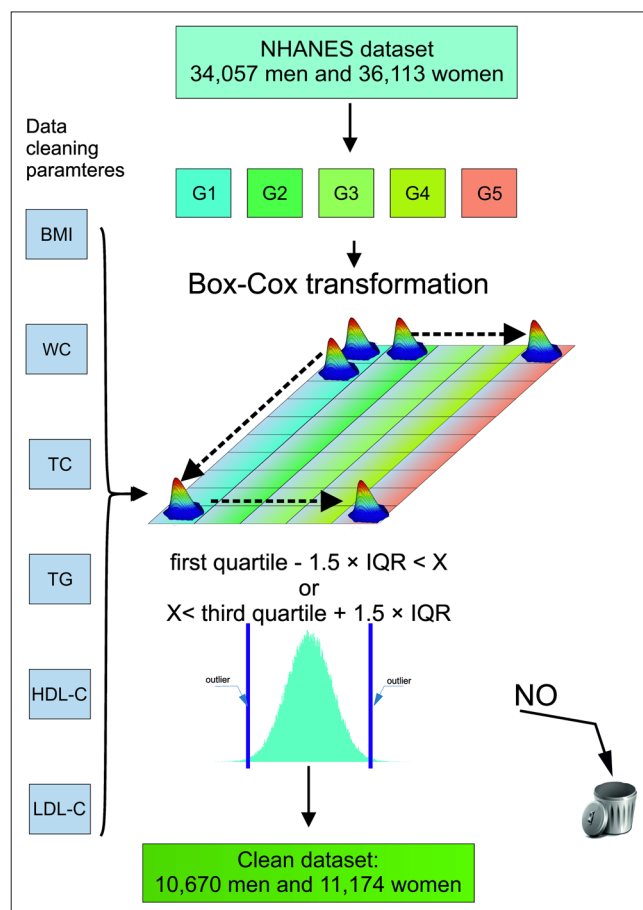 NHANES dataset
34,057 men and 36,113 women
Data
cleaning
paramteres
G1
G2
G3
G4
G5
BMI
Box-Cox transformation
WC
TC
TG
first quartile - 1.5 × IQR < X
or
X< third quartile + 1.5 × IQR
outlier
outlier
HDL-C
NO
LDL-C
Clean dataset:
10,670 men and 11,174 women